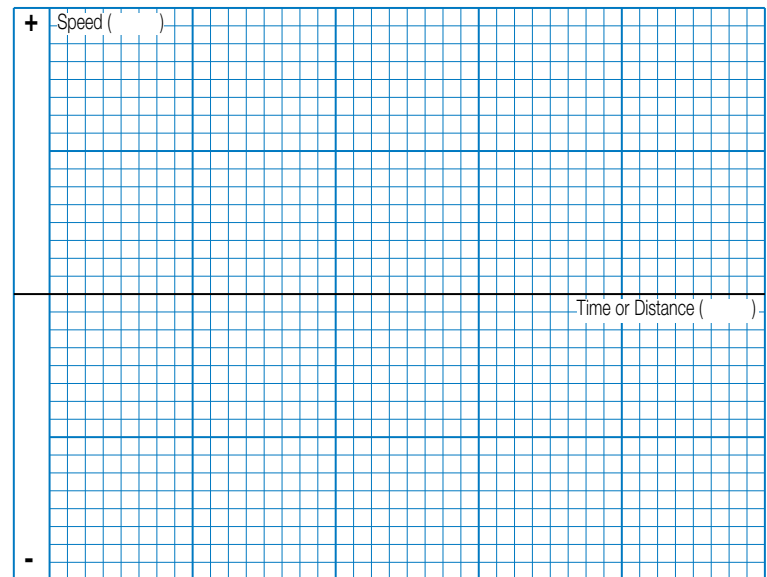 + Speed ( )
Time or Distance ( )
-